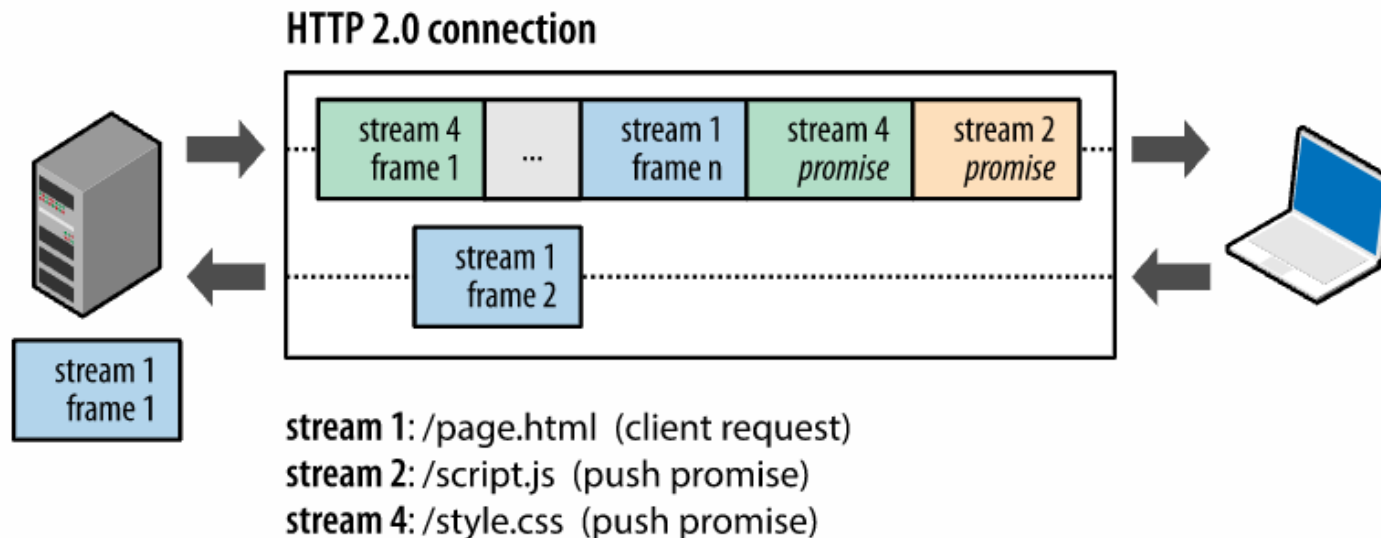 HTTP 2.0 connection
stream 4
frame 1
...
stream 1
frame n
stream 4
promise
stream 2
promise
stream 1
frame 2
stream 1
frame 1
stream 1: /page.html (client request)
stream 2: /script.js (push promise)
stream 4: /style.css (push promise)